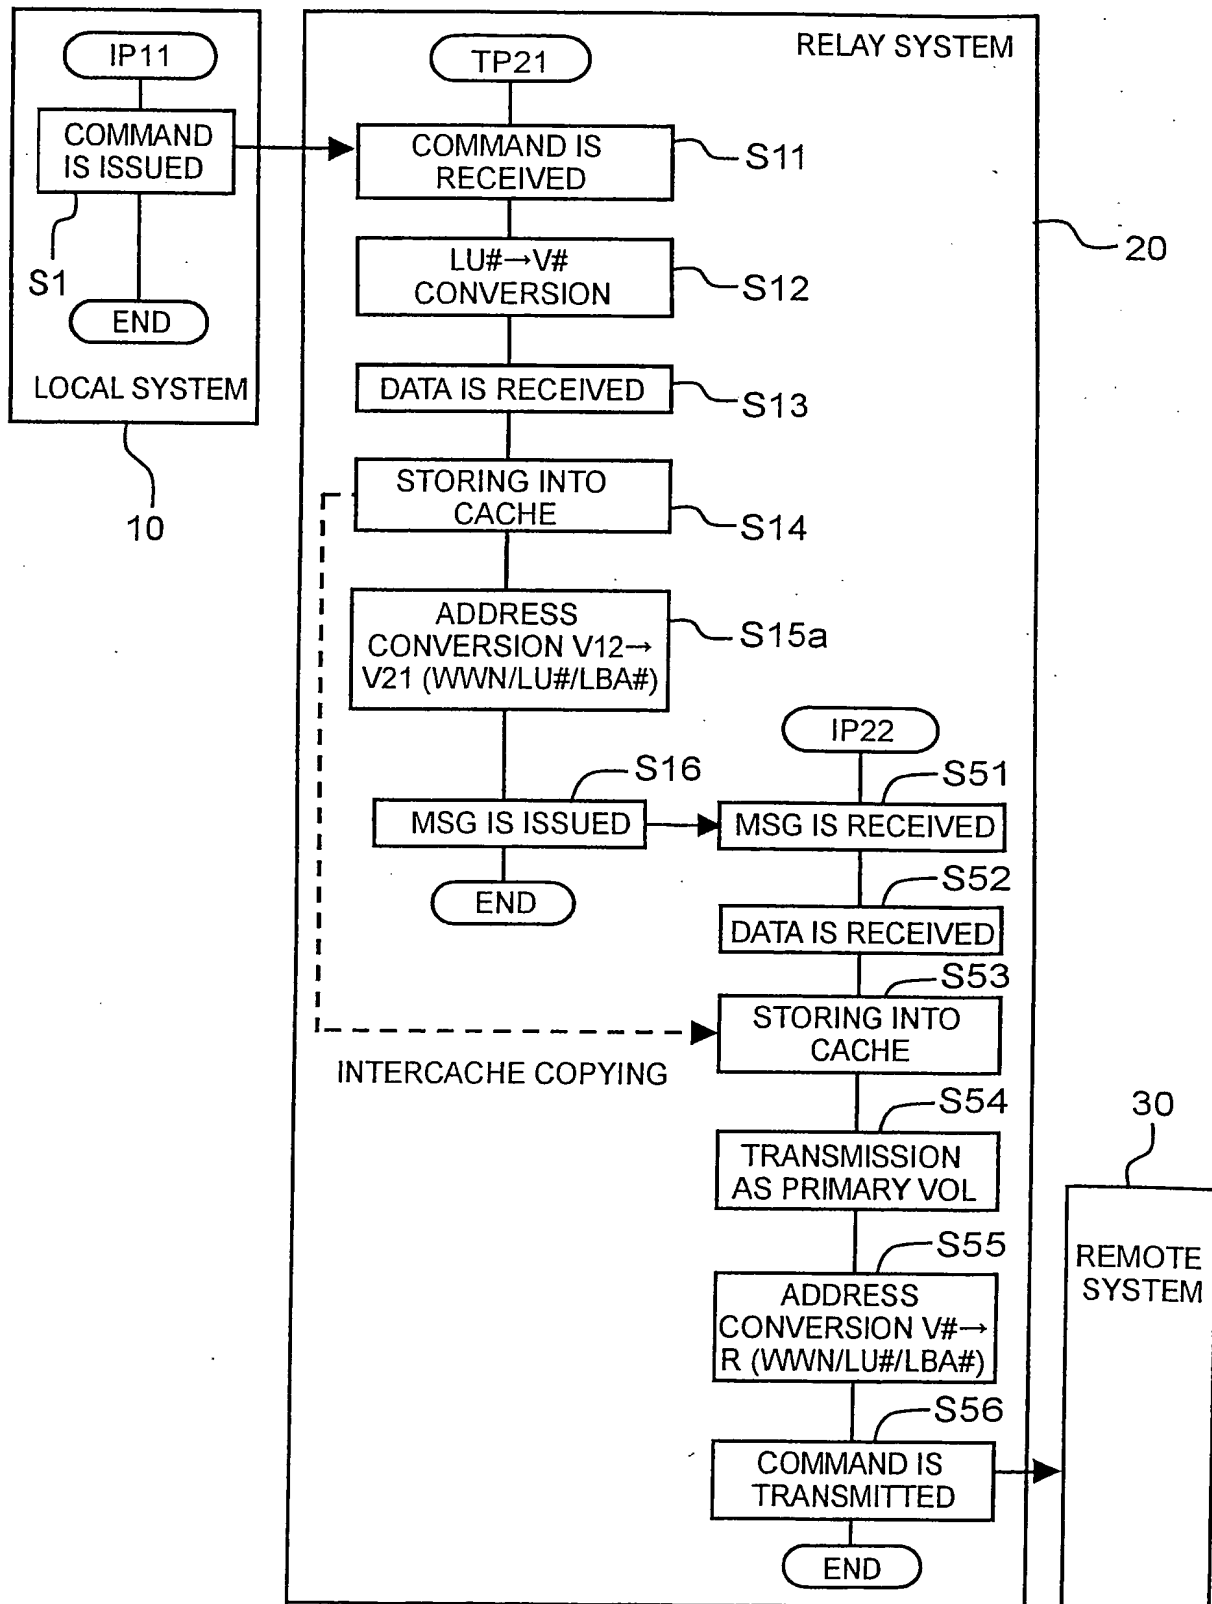 IP11
COMMAND
IS ISSUED
S1
END
LOCAL SYSTEM
10
RELAY SYSTEM
20
TP21
COMMAND IS
RECEIVED
S11
LU#→V#
CONVERSION
S12
DATA IS RECEIVED
S13
STORING INTO
CACHE
S14
ADDRESS
CONVERSION V12→
V21 (WWN/LU#/LBA#)
S15a
MSG IS ISSUED
S16
END
INTERCACHE COPYING
IP22
S51
MSG IS RECEIVED
S52
DATA IS RECEIVED
S53
STORING INTO
CACHE
S54
TRANSMISSION
AS PRIMARY VOL
S55
ADDRESS
CONVERSION V#→
R (WWN/LU#/LBA#)
S56
COMMAND IS
TRANSMITTED
END
30
REMOTE
SYSTEM